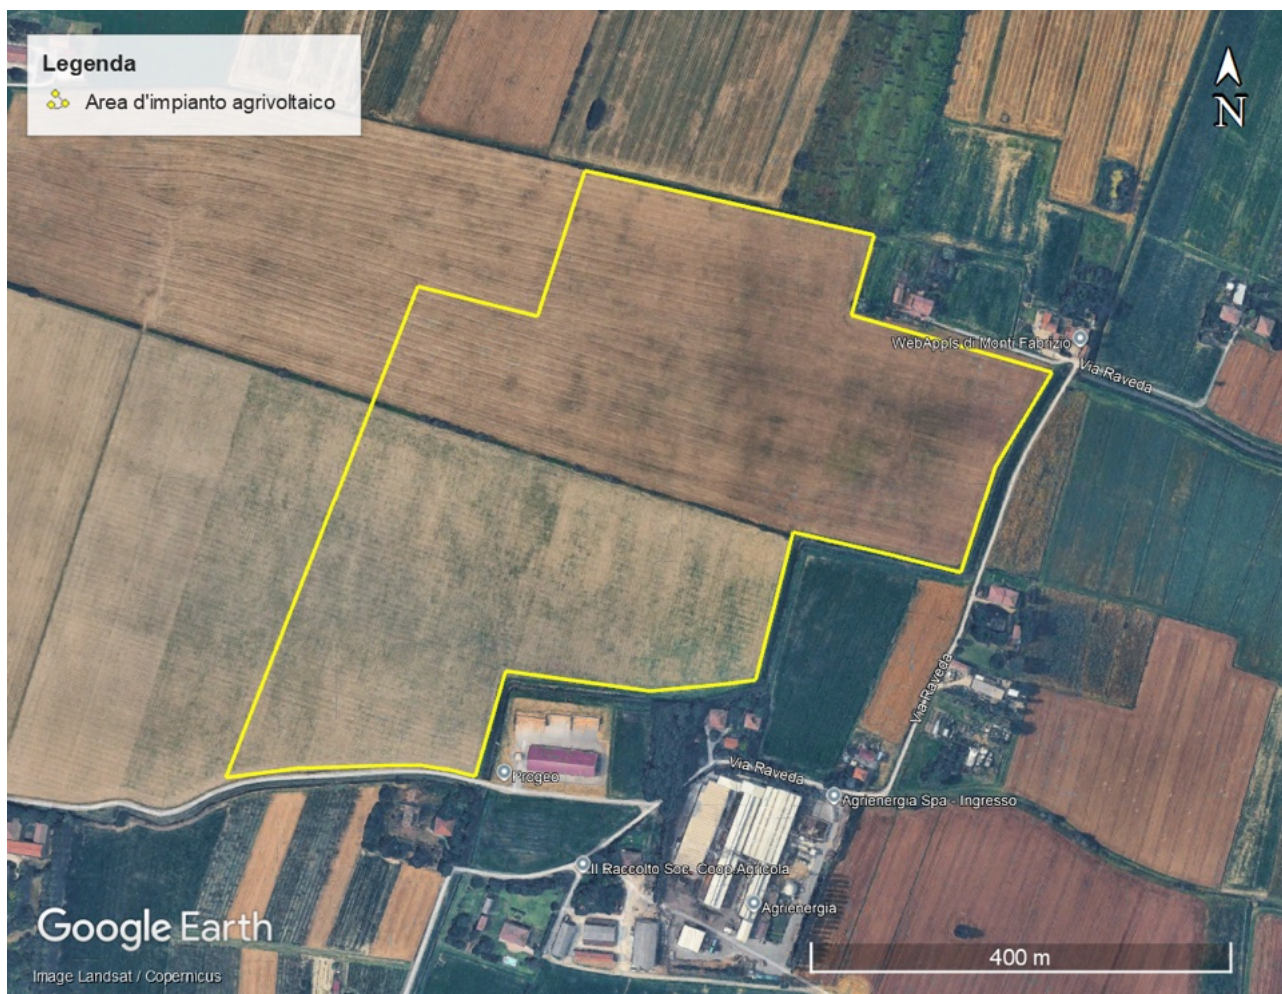 Legenda
Area d'impianto agrivoltaico
N
WebAppls di Monti Fabrizio
Via Raveda
Via Raveda
Progeo
Via Raveda
Agrienergia Spa - Ingresso
Il Raccolto Soc. Coop.Agricola
Agrienergia
Google Earth
400 m
Image Landsat / Copernicus